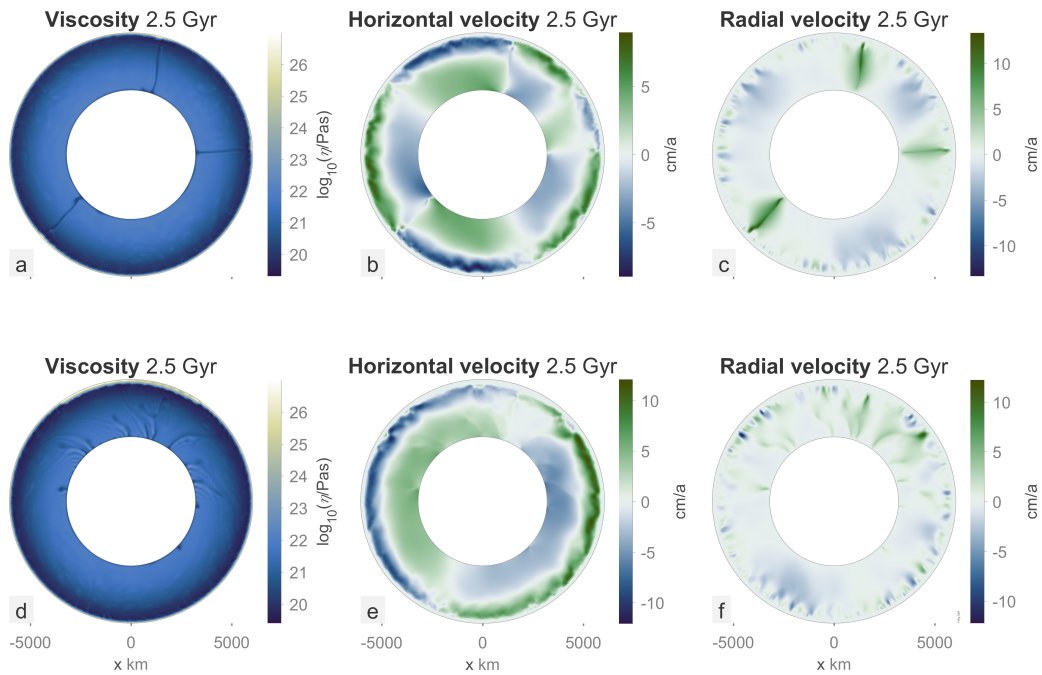 Viscosity 2.5 Gyr
Horizontal velocity 2.5 Gyr
Radial velocity 2.5 Gyr
26
25
24
23
22
21
20
log10(η/Pas)
5
0
-5
cm/a
10
5
0
-5
-10
cm/a
a
b
c
-5000
0
5000
Viscosity 2.5 Gyr
Horizontal velocity 2.5 Gyr
Radial velocity 2.5 Gyr
26
25
24
23
22
21
20
log10(η/Pas)
10
5
0
-5
-10
cm/a
10
5
0
-5
-10
cm/a
d
e
f
-5000 0 5000
-5000 0 5000
-5000 0 5000
x km
x km
x km